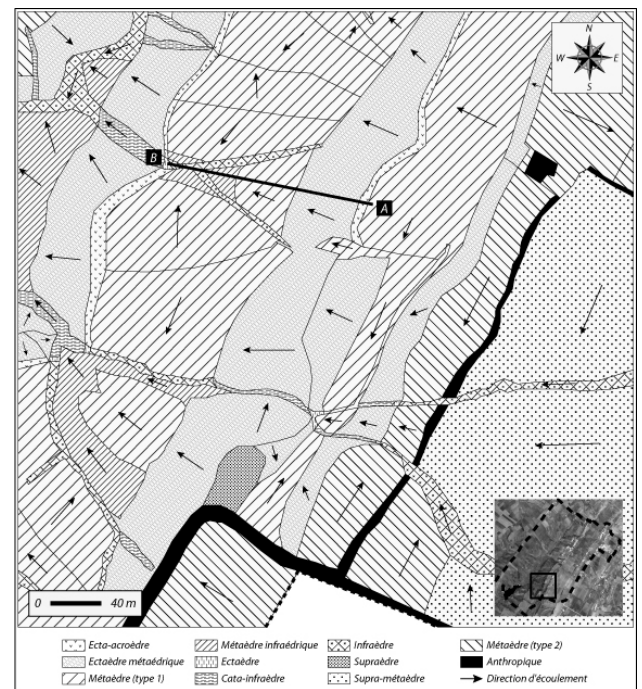 N
W E
S
B
A
0 40 m
Ecta-acroèdre
Métaèdre infraédrique
Infraèdre
Métaèdre (type 2)
Ectaèdre métaédrique
Ectaèdre
Supraèdre
Anthropique
Métaèdre (type 1)
Cata-infraèdre
Supra-métaèdre
Direction d'écoulement